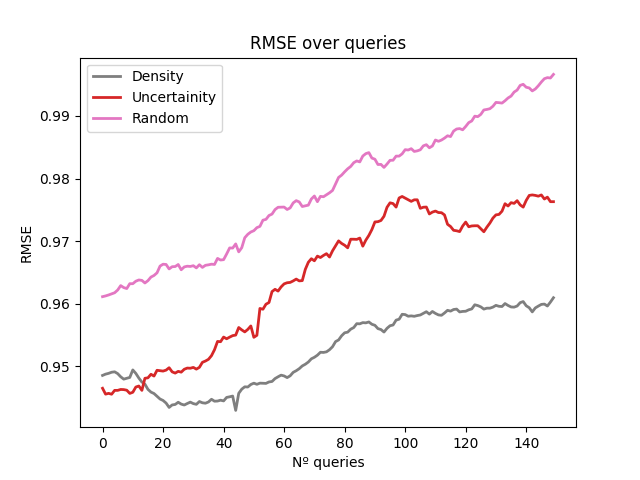 RMSE over queries
Density
Uncertainity
Random
0.99
0.98
0.97
0.96
0.95
RMSE
0 20 40 60 80 100 120 140
Nº queries